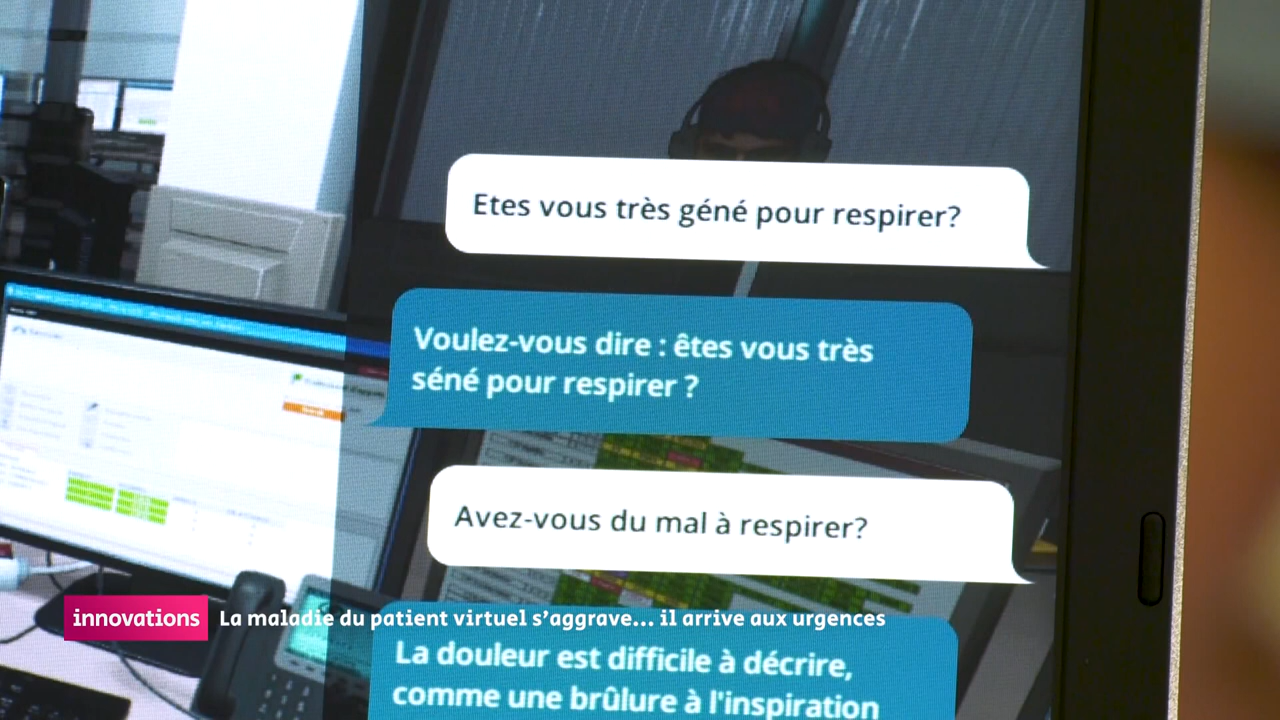 Etes vous très géné pour respirer?
Voulez-vous dire : êtes vous très
séné pour respirer ?
Avez-vous du mal à respirer?
innovations La maladie du patient virtuel s'aggrave... il arrive aux urgences
La douleur est difficile à décrire,
comme une brûlure à l'inspiration